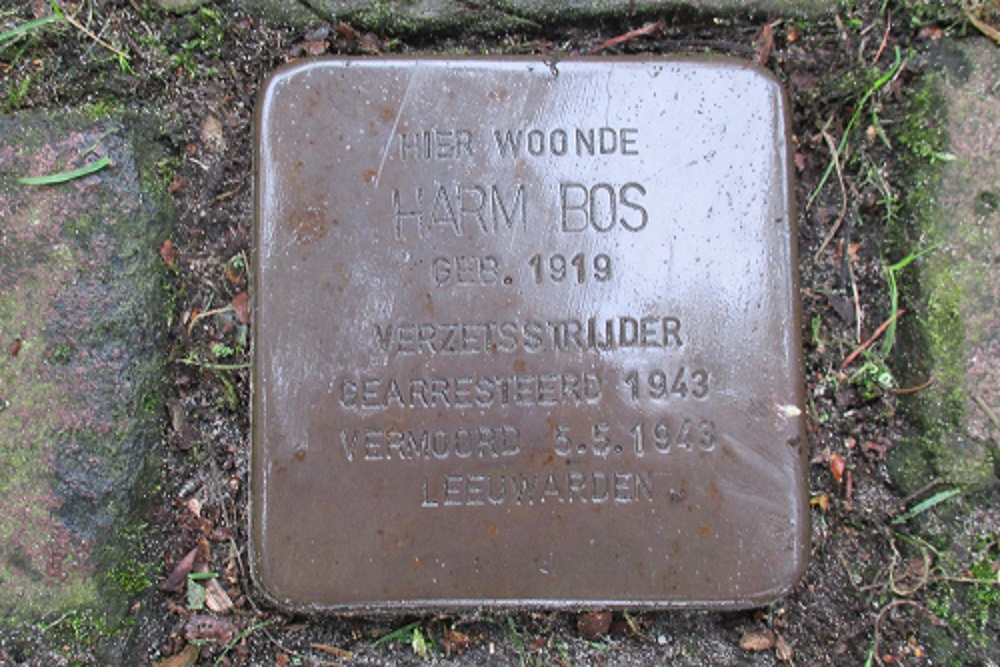 HIER WOONDE
HARM BOS
GEB. 1919
VERZETSSTRIJDER
GEARRESTEERD 1943
VERMOORD 5.5.1943
LEEUWARDEN